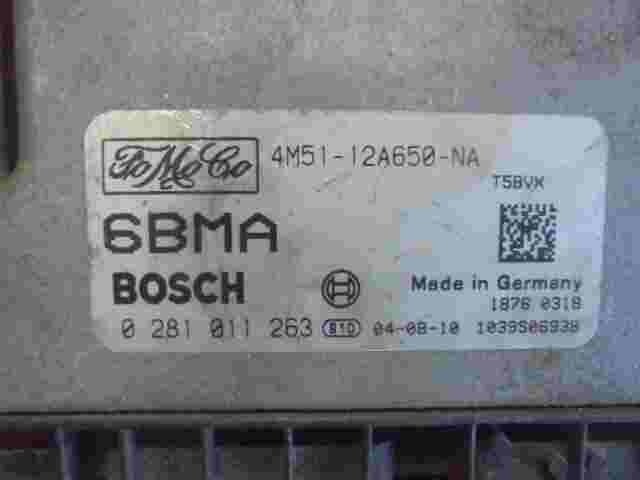 FoMoCo 4M51-12A650-NA
T5BVX
6BMA
BOSCH Made in Germany
1876 0318
0 281 011 263 810 04-08-10 1039S06938